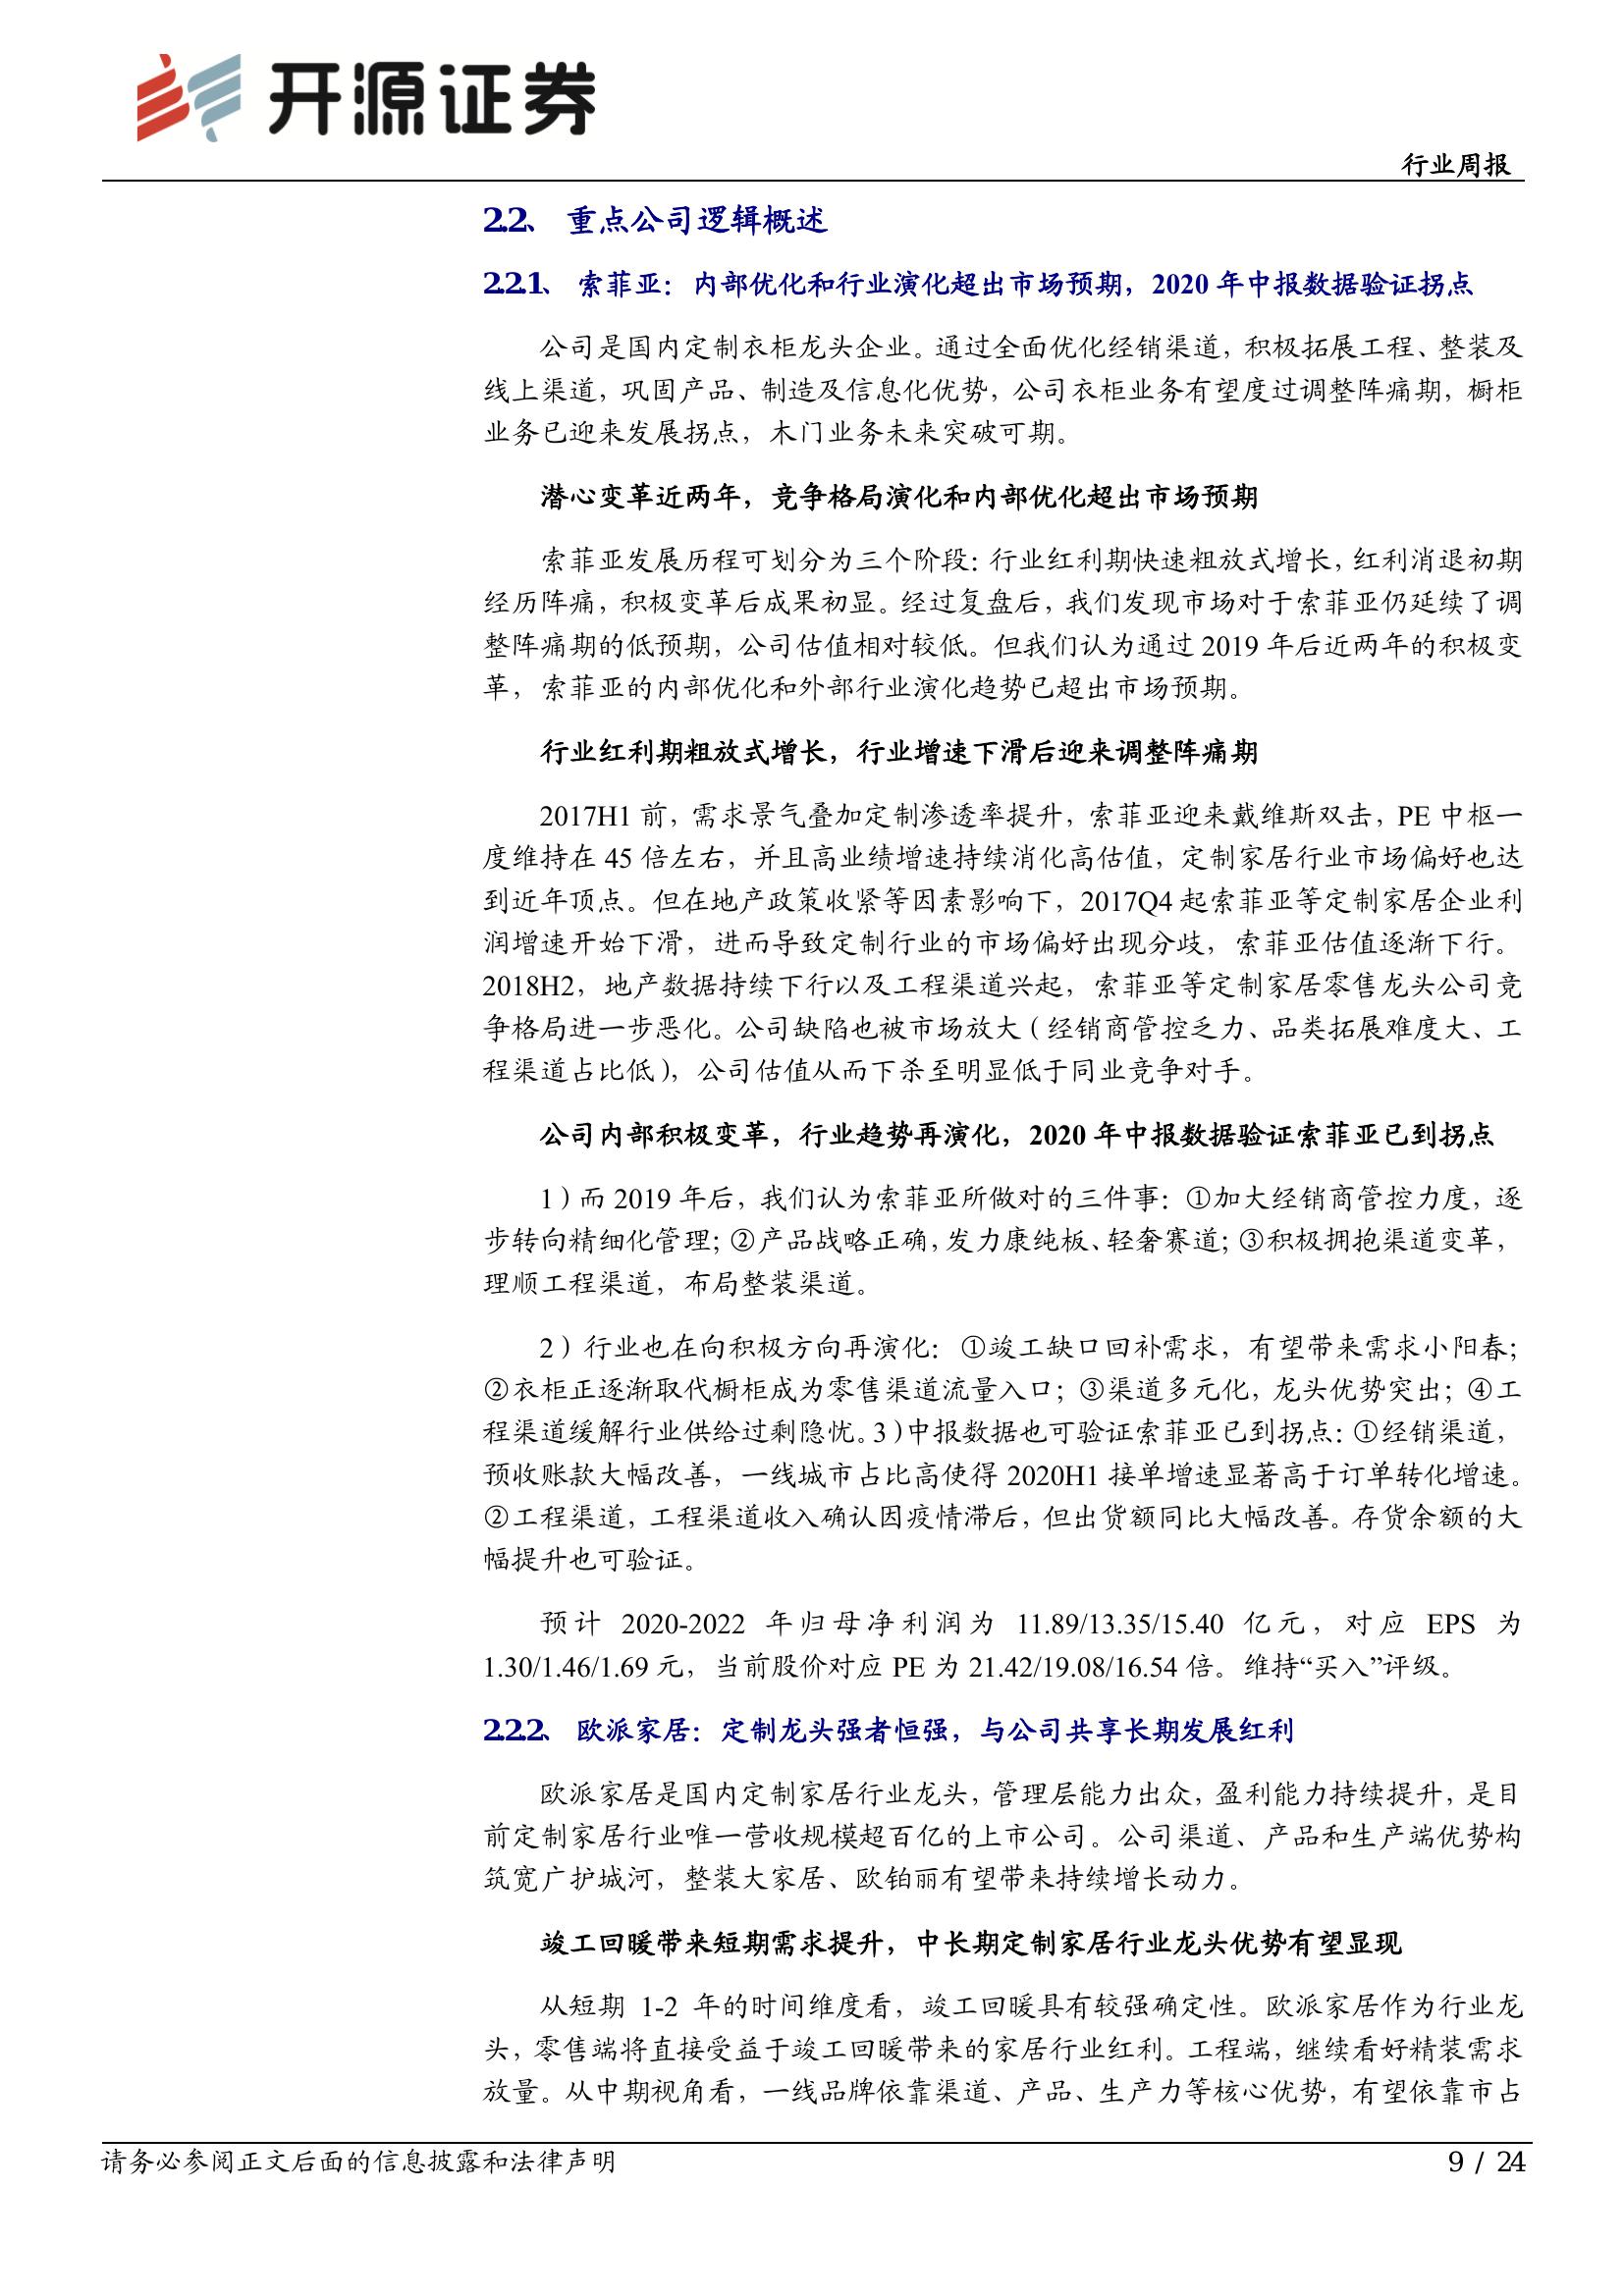 开源证券
行业周报
2.2、 重点公司逻辑概述
2.2.1、 索菲亚：内部优化和行业演化超出市场预期，2020 年中报数据验证拐点
公司是国内定制衣柜龙头企业。通过全面优化经销渠道，积极拓展工程、整装及
线上渠道，巩固产品、制造及信息化优势，公司衣柜业务有望度过调整阵痛期，橱柜
业务已迎来发展拐点，木门业务未来突破可期。
潜心变革近两年，竞争格局演化和内部优化超出市场预期
索菲亚发展历程可划分为三个阶段：行业红利期快速粗放式增长，红利消退初期
经历阵痛，积极变革后成果初显。经过复盘后，我们发现市场对于索菲亚仍延续了调
整阵痛期的低预期，公司估值相对较低。但我们认为通过 2019 年后近两年的积极变
革，索菲亚的内部优化和外部行业演化趋势已超出市场预期。
行业红利期粗放式增长，行业增速下滑后迎来调整阵痛期
2017H1 前，需求景气叠加定制渗透率提升，索菲亚迎来戴维斯双击，PE 中枢一
度维持在 45 倍左右，并且高业绩增速持续消化高估值，定制家居行业市场偏好也达
到近年顶点。但在地产政策收紧等因素影响下，2017Q4 起索菲亚等定制家居企业利
润增速开始下滑，进而导致定制行业的市场偏好出现分歧，索菲亚估值逐渐下行。
2018H2，地产数据持续下行以及工程渠道兴起，索菲亚等定制家居零售龙头公司竞
争格局进一步恶化。公司缺陷也被市场放大（经销商管控乏力、品类拓展难度大、工
程渠道占比低），公司估值从而下杀至明显低于同业竞争对手。
公司内部积极变革，行业趋势再演化，2020 年中报数据验证索菲亚已到拐点
1）而 2019 年后，我们认为索菲亚所做对的三件事：①加大经销商管控力度，逐
步转向精细化管理；②产品战略正确，发力康纯板、轻奢赛道；③积极拥抱渠道变革，
理顺工程渠道，布局整装渠道。
2）行业也在向积极方向再演化：①竣工缺口回补需求，有望带来需求小阳春；
②衣柜正逐渐取代橱柜成为零售渠道流量入口；③渠道多元化，龙头优势突出；④工
程渠道缓解行业供给过剩隐忧。3）中报数据也可验证索菲亚已到拐点：①经销渠道，
预收账款大幅改善，一线城市占比高使得 2020H1 接单增速显著高于订单转化增速。
②工程渠道，工程渠道收入确认因疫情滞后，但出货额同比大幅改善。存货余额的大
幅提升也可验证。
预计 2020-2022 年归母净利润为 11.89/13.35/15.40 亿元，对应 EPS 为
1.30/1.46/1.69 元，当前股价对应 PE 为 21.42/19.08/16.54 倍。维持“买入”评级。
2.2.2、 欧派家居：定制龙头强者恒强，与公司共享长期发展红利
欧派家居是国内定制家居行业龙头，管理层能力出众，盈利能力持续提升，是目
前定制家居行业唯一营收规模超百亿的上市公司。公司渠道、产品和生产端优势构
筑宽广护城河，整装大家居、欧铂丽有望带来持续增长动力。
竣工回暖带来短期需求提升，中长期定制家居行业龙头优势有望显现
从短期 1-2 年的时间维度看，竣工回暖具有较强确定性。欧派家居作为行业龙
头，零售端将直接受益于竣工回暖带来的家居行业红利。工程端，继续看好精装需求
放量。从中期视角看，一线品牌依靠渠道、产品、生产力等核心优势，有望依靠市占
请务必参阅正文后面的信息披露和法律声明
9 / 24